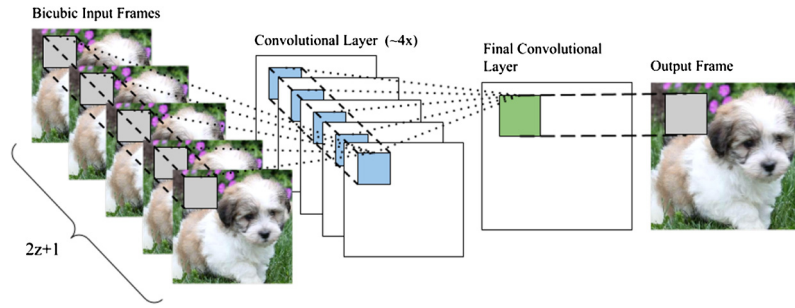 Bicubic Input Frames
Convolutional Layer (~4x)
Final Convolutional
Layer
Output Frame
2z+1